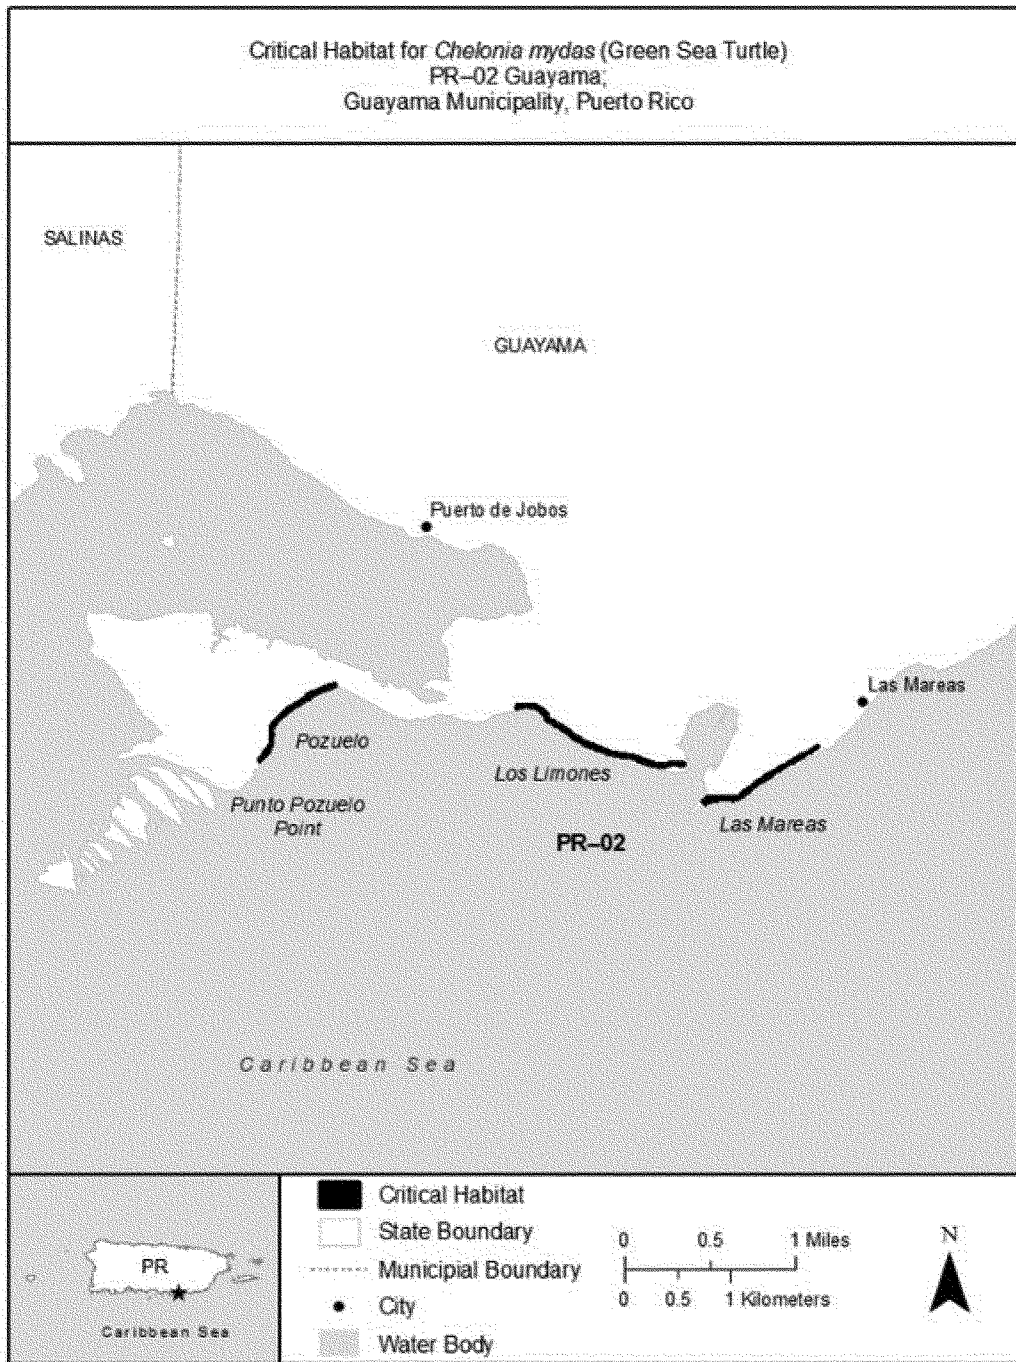 Critical Habitat for Chelonia mydas (Green Sea Turtle)
PR–02 Guayama;
Guayama Municipality, Puerto Rico
SALINAS
GUAYAMA
Puerto de Jobos
Las Mareas
Pozuelo
Los Limones
Punto Pozuelo
Point
Las Mareas
PR–02
Caribbean Sea
PR
Caribbean Sea
Critical Habitat
State Boundary
Municipial Boundary
City
Water Body
0 0.5 1 Miles
0 0.5 1 Kilometers
N